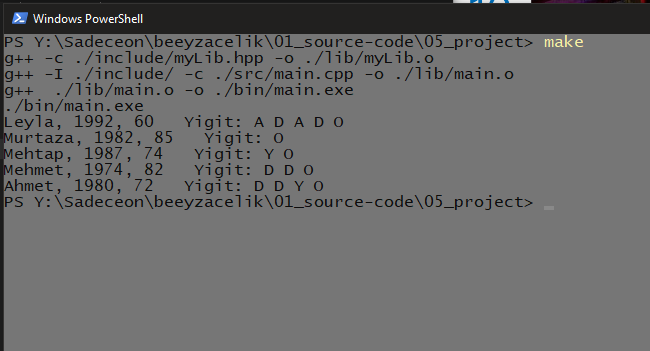 Windows PowerShell
PS Y:\Sadeceon\beeyzacelik\01_source-code\05_project> make
g++ -c ./include/myLib.hpp -o ./lib/myLib.o
g++ -I ./include/ -c ./src/main.cpp -o ./lib/main.o
g++  ./lib/main.o -o ./bin/main.exe
./bin/main.exe
Leyla, 1992, 60   Yigit: A D A D O
Murtaza, 1982, 85   Yigit: O
Mehtap, 1987, 74   Yigit: Y O
Mehmet, 1974, 82   Yigit: D D O
Ahmet, 1980, 72   Yigit: D D Y O
PS Y:\Sadeceon\beeyzacelik\01_source-code\05_project>